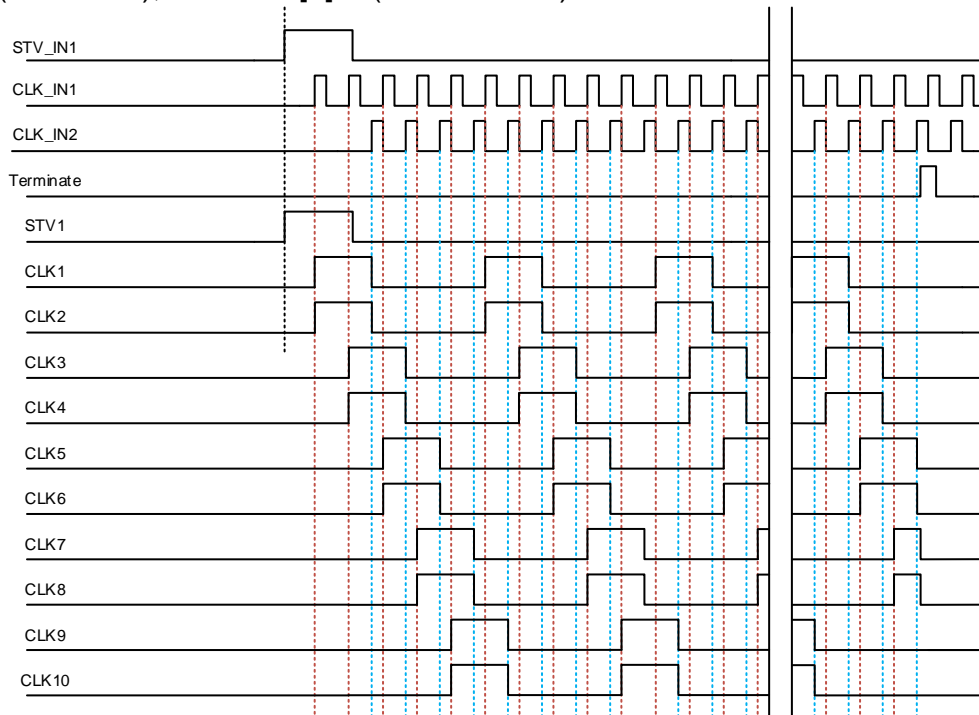 STV_IN1
CLK_IN1
CLK_IN2
Terminate
STV1
CLK1
CLK2
CLK3
CLK4
CLK5
CLK6
CLK7
CLK8
CLK9
CLK10